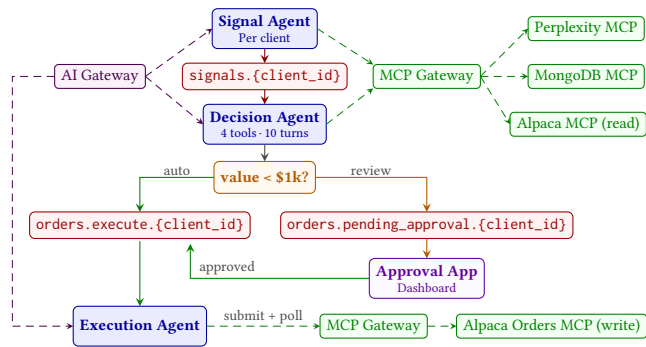 Signal Agent
Per client
Perplexity MCP
AI Gateway
signals.{client_id}
MCP Gateway
MongoDB MCP
Decision Agent
4 tools · 10 turns
Alpaca MCP (read)
auto
value < $1k?
review
orders.execute.{client_id}
orders.pending_approval.{client_id}
approved
Approval App
Dashboard
Execution Agent
submit + poll
MCP Gateway
Alpaca Orders MCP (write)